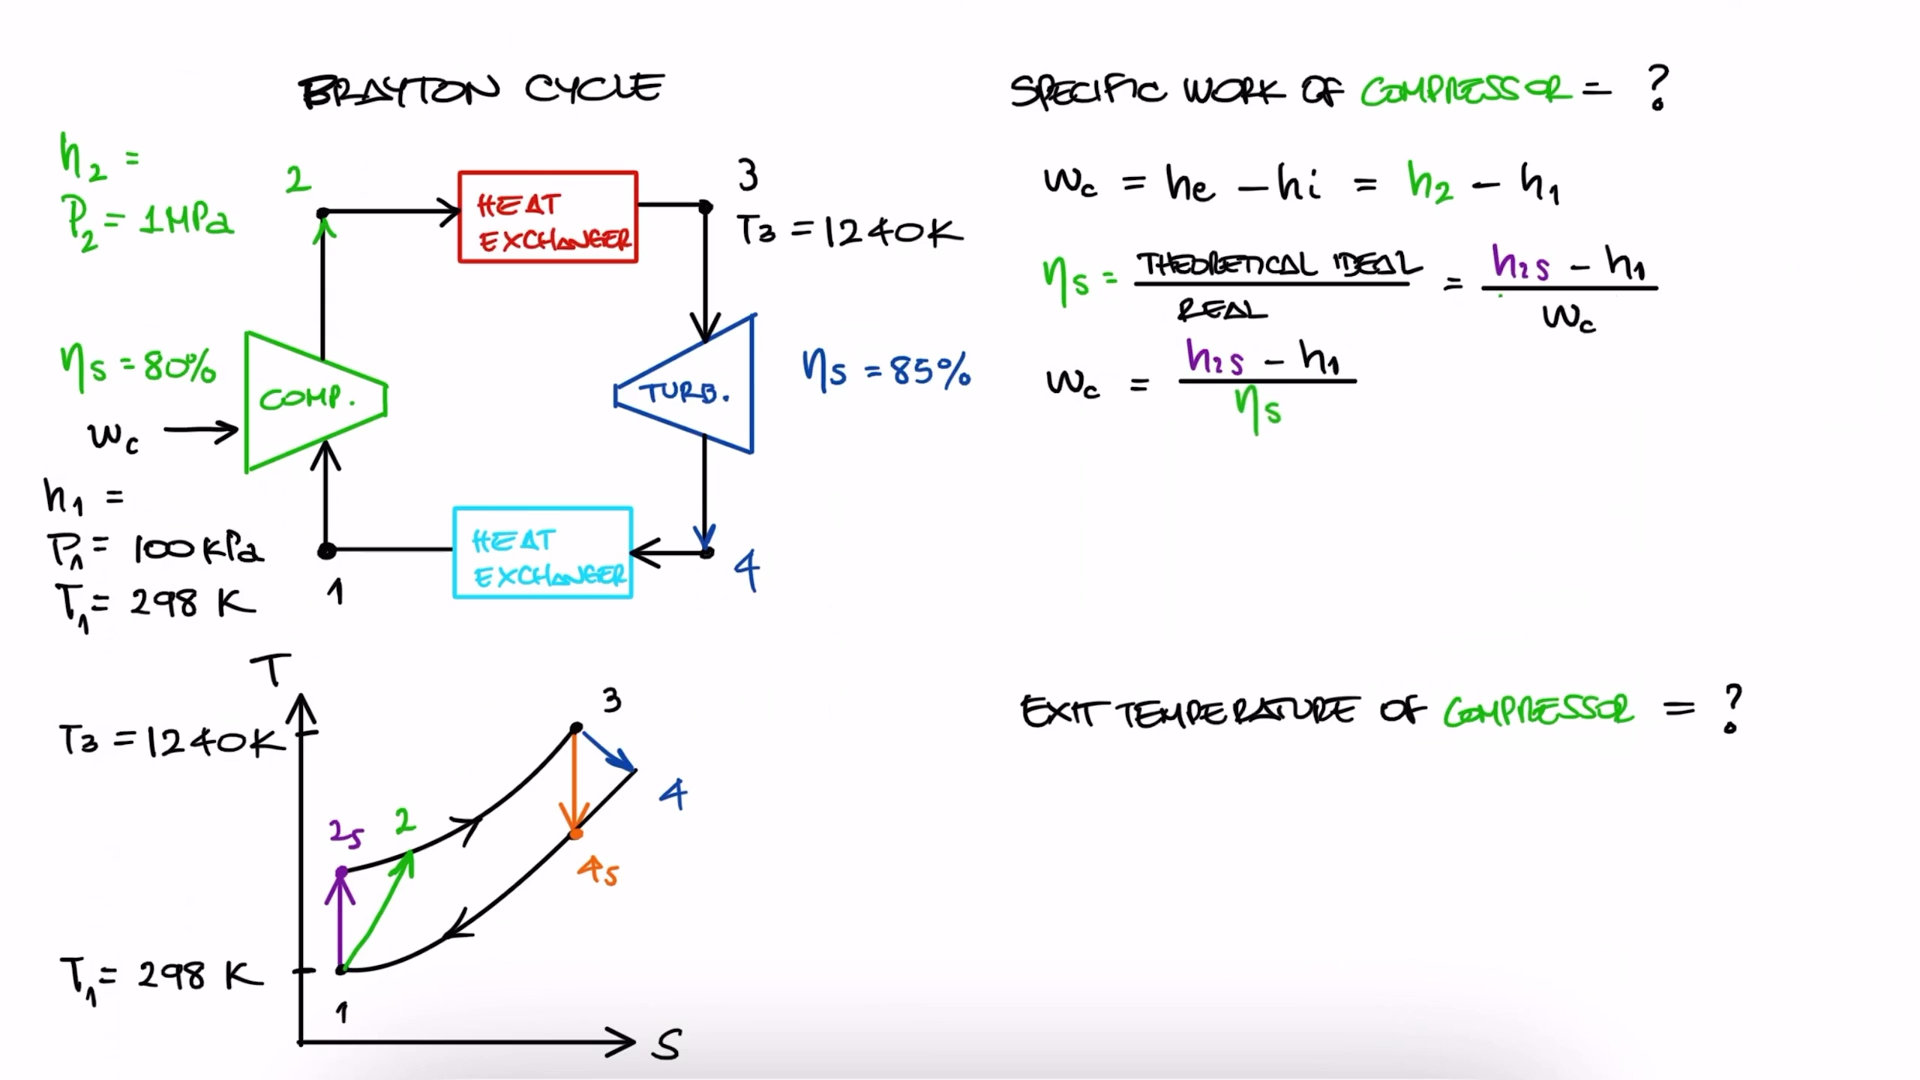 BRAYTON CYCLE
h2 =
P2 = 1MPa
2
HEAT
EXCHANGER
3
T3 = 1240K
ηs = 80%
COMP.
wc
TURB.
ηs = 85%
h1 =
P1 = 100 kPa
T1 = 298 K
1
HEAT
EXCHANGER
4
T
T3 = 1240K
3
2s
2
4
4s
T1 = 298 K
1
S
SPECIFIC WORK OF COMPRESSOR = ?
wc = he - hi = h2 - h1
ηs = THEORETICAL IDEAL / REAL = h2s - h1 / wc
wc = h2s - h1 / ηs
EXIT TEMPERATURE OF COMPRESSOR = ?